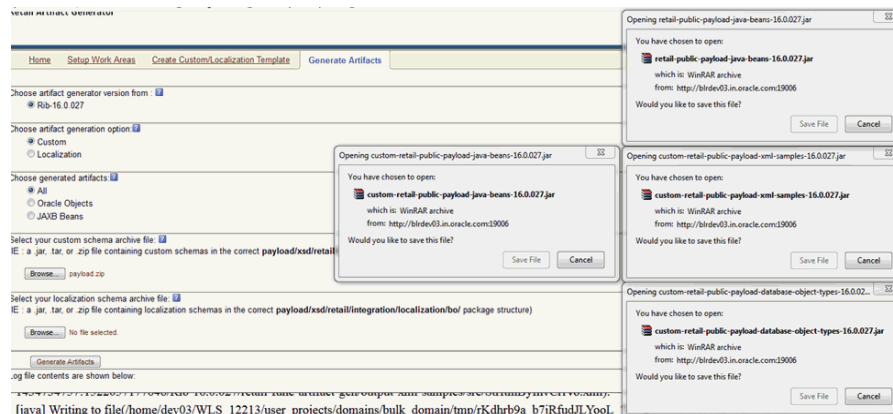 Retail Artifact Generator
Home Setup Work Areas Create Custom/Localization Template Generate Artifacts
Choose artifact generator version from :
Rib-16.0.027
Choose artifact generation option:
Custom
Localization
Choose generated artifacts:
All
Oracle Objects
JAXB Beans
Select your custom schema archive file:
IE : a .jar, .tar, or .zip file containing custom schemas in the correct payload/xsd/retail
Browse... payload.zip
Select your localization schema archive file:
IE : a .jar, .tar, or .zip file containing localization schemas in the correct payload/xsd/retail/integration/localization/bo/ package structure)
Browse... No file selected.
Generate Artifacts
Log file contents are shown below:
[java] Writing to file(/home/dev03/WLS_12213/user_projects/domains/bulk_domain/tmp/rKdhrb9a_b7iRfudJLYooL
Opening custom-retail-public-payload-java-beans-16.0.027.jar
You have chosen to open:
custom-retail-public-payload-java-beans-16.0.027.jar
which is: WinRAR archive
from: http://blrdev03.in.oracle.com:19006
Would you like to save this file?
Save File Cancel
Opening retail-public-payload-java-beans-16.0.027.jar
You have chosen to open:
retail-public-payload-java-beans-16.0.027.jar
which is: WinRAR archive
from: http://blrdev03.in.oracle.com:19006
Would you like to save this file?
Save File Cancel
Opening custom-retail-public-payload-xml-samples-16.0.027.jar
You have chosen to open:
custom-retail-public-payload-xml-samples-16.0.027.jar
which is: WinRAR archive
from: http://blrdev03.in.oracle.com:19006
Would you like to save this file?
Save File Cancel
Opening custom-retail-public-payload-database-object-types-16.0.02...
You have chosen to open:
custom-retail-public-payload-database-object-types-16.0.027.jar
which is: WinRAR archive
from: http://blrdev03.in.oracle.com:19006
Would you like to save this file?
Save File Cancel